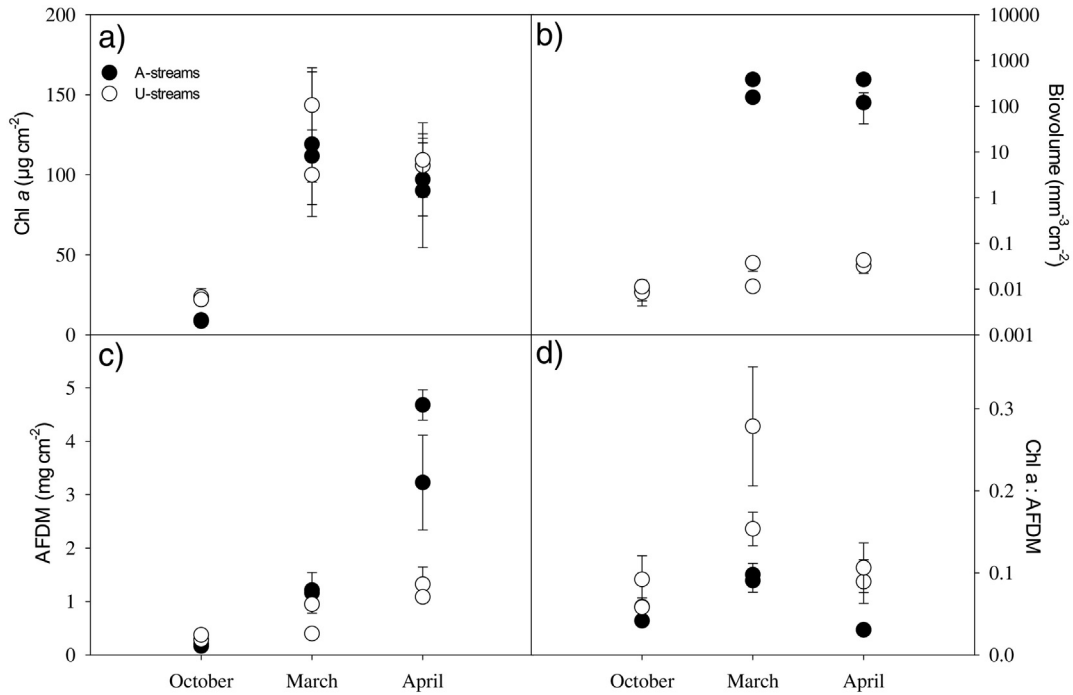 a)
A-streams
U-streams
200
150
100
50
0
Chl a (µg cm-2)
b)
10000
1000
100
10
1
0.1
0.01
0.001
Biovolume (mm-3cm-2)
c)
5
4
3
2
1
0
AFDM (mg cm-2)
October
March
April
d)
0.3
0.2
0.1
0.0
Chl a : AFDM
October
March
April